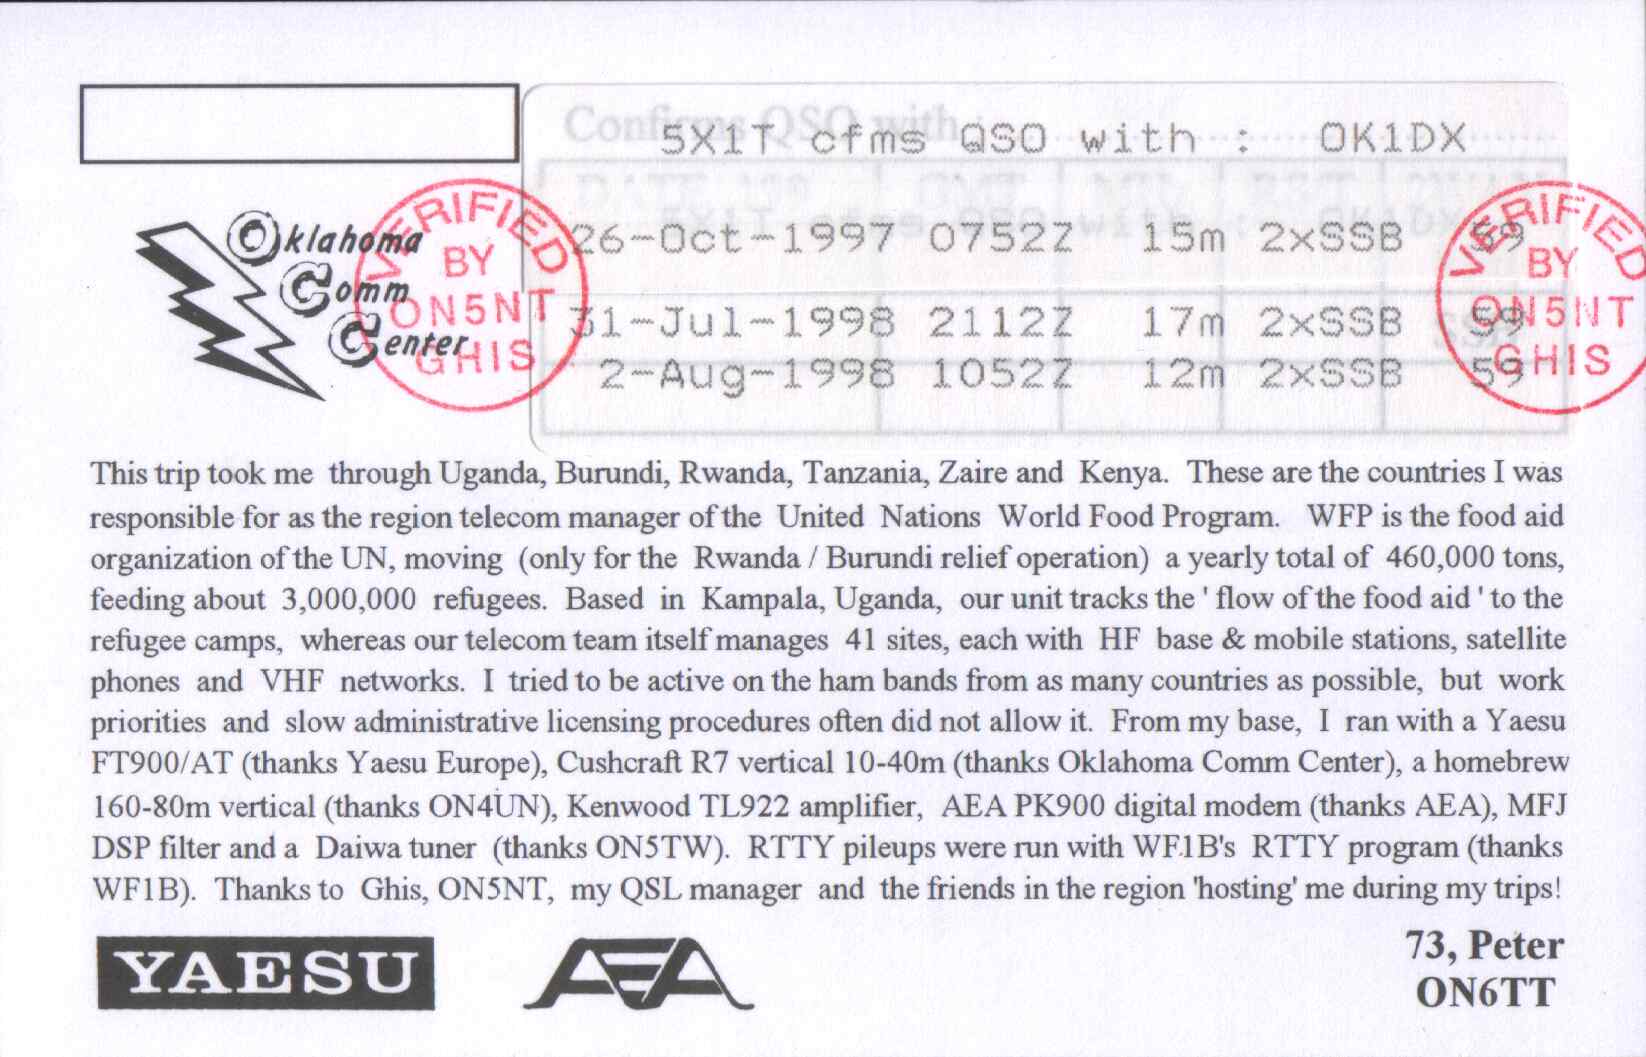 Confirms QSO with :
5X1T cfms QSO with : OK1DX
26-Oct-1997 0752Z 15m 2xSSB 59
31-Jul-1998 2112Z 17m 2xSSB 59
2-Aug-1998 1052Z 12m 2xSSB 59
Oklahoma
Comm
Center
VERIFIED
BY
ON5NT
GHIS
VERIFIED
BY
ON5NT
GHIS
This trip took me through Uganda, Burundi, Rwanda, Tanzania, Zaire and Kenya. These are the countries I was
responsible for as the region telecom manager of the United Nations World Food Program. WFP is the food aid
organization of the UN, moving (only for the Rwanda / Burundi relief operation) a yearly total of 460,000 tons,
feeding about 3,000,000 refugees. Based in Kampala, Uganda, our unit tracks the ' flow of the food aid ' to the
refugee camps, whereas our telecom team itself manages 41 sites, each with HF base & mobile stations, satellite
phones and VHF networks. I tried to be active on the ham bands from as many countries as possible, but work
priorities and slow administrative licensing procedures often did not allow it. From my base, I ran with a Yaesu
FT900/AT (thanks Yaesu Europe), Cushcraft R7 vertical 10-40m (thanks Oklahoma Comm Center), a homebrew
160-80m vertical (thanks ON4UN), Kenwood TL922 amplifier, AEA PK900 digital modem (thanks AEA), MFJ
DSP filter and a Daiwa tuner (thanks ON5TW). RTTY pileups were run with WF1B's RTTY program (thanks
WF1B). Thanks to Ghis, ON5NT, my QSL manager and the friends in the region 'hosting' me during my trips!
YAESU
AEA
73, Peter
ON6TT